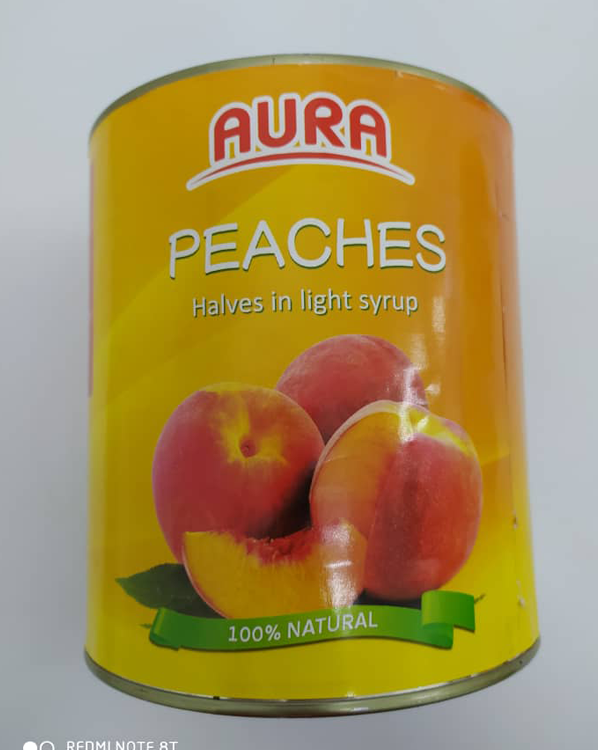 AURA
PEACHES
Halves in light syrup
100% NATURAL
REDMI NOTE 8T